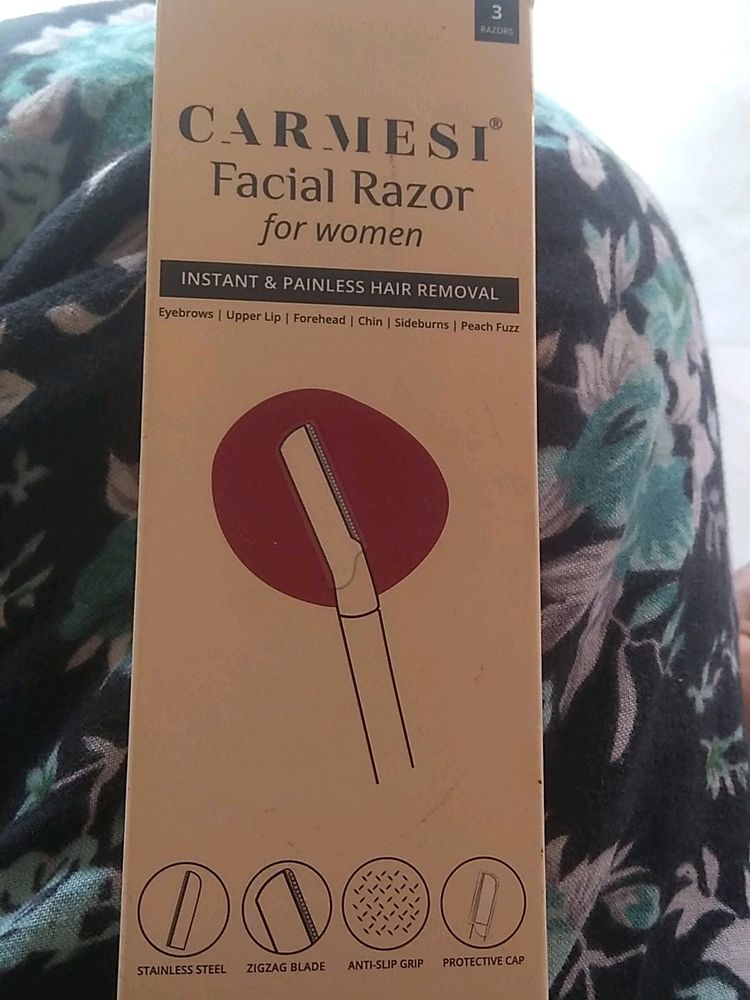 3
RAZORS
CARMESI®
Facial Razor
for women
INSTANT & PAINLESS HAIR REMOVAL
Eyebrows | Upper Lip | Forehead | Chin | Sideburns | Peach Fuzz
STAINLESS STEEL ZIGZAG BLADE ANTI-SLIP GRIP PROTECTIVE CAP